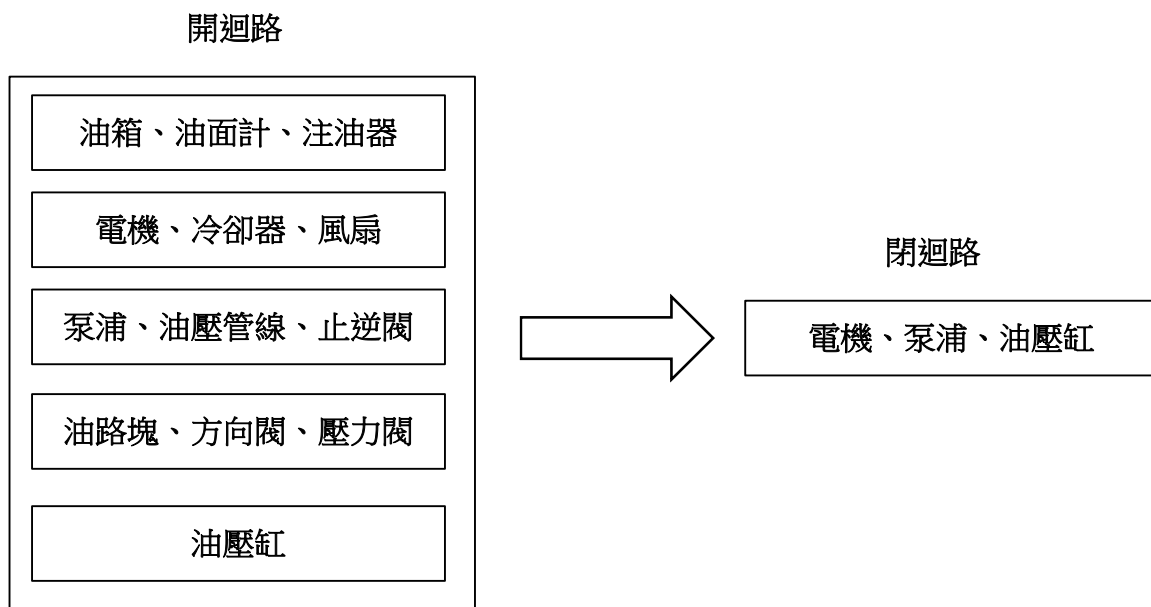 開迴路
油箱、油面計、注油器
電機、冷卻器、風扇
泵浦、油壓管線、止逆閥
油路塊、方向閥、壓力閥
油壓缸
閉迴路
電機、泵浦、油壓缸